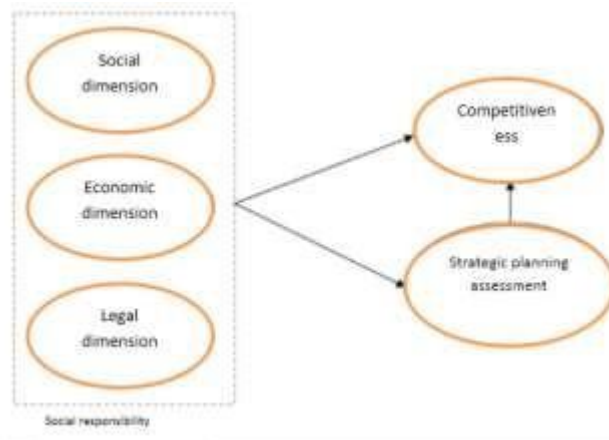 Social
dimension
Economic
dimension
Legal
dimension
Social responsibility
Competitiven
ess
Strategic planning
assessment